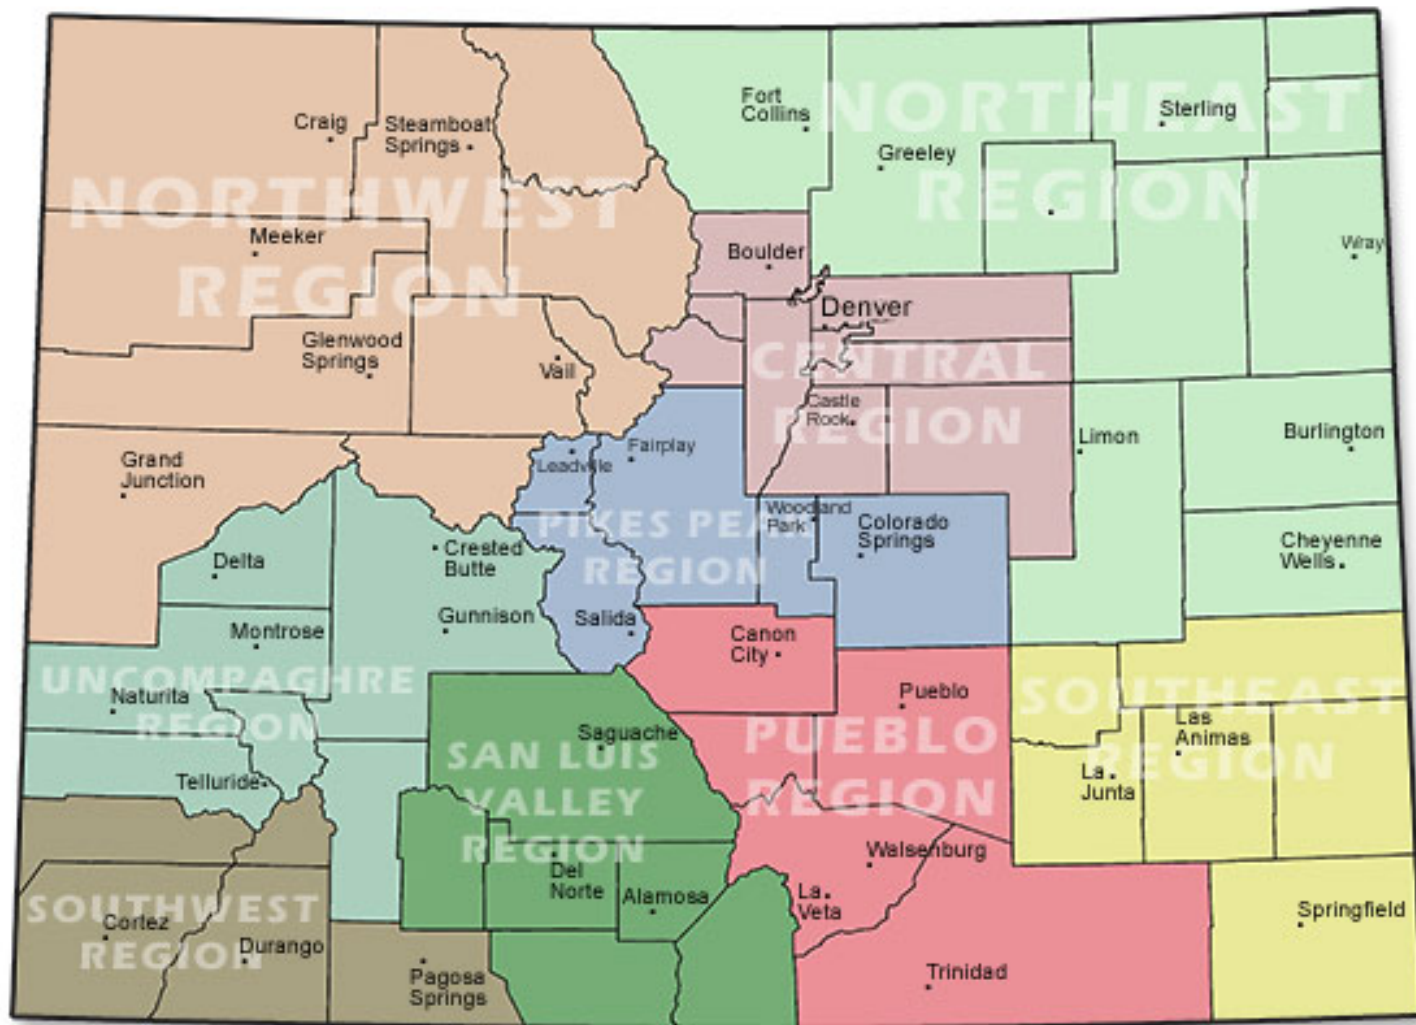 Fort
Collins
NORTHEAST
REGION
Sterling
Craig
Steamboat
Springs
Greeley
NORTHWEST
REGION
Meeker
Boulder
Wray
Denver
Glenwood
Springs
Vail
CENTRAL
REGION
Castle
Rook
Limon
Burlington
Grand
Junction
Leadville
Fairplay
PIKES PEAK
REGION
Woodland
Park
Colorado
Springs
Cheyenne
Wells
Delta
Crested
Butte
Gunnison
Salida
Montrose
Canon
City
UNCOMPAGHRE
REGION
Naturita
Pueblo
SOUTHEAST
REGION
Las
Animas
Saguache
PUEBLO
REGION
SAN LUIS
VALLEY
REGION
Telluride
La
Junta
Walsenburg
Del
Norte
Alamosa
La
Veta
SOUTHWEST
REGION
Cortez
Durango
Springfield
Pagosa
Springs
Trinidad